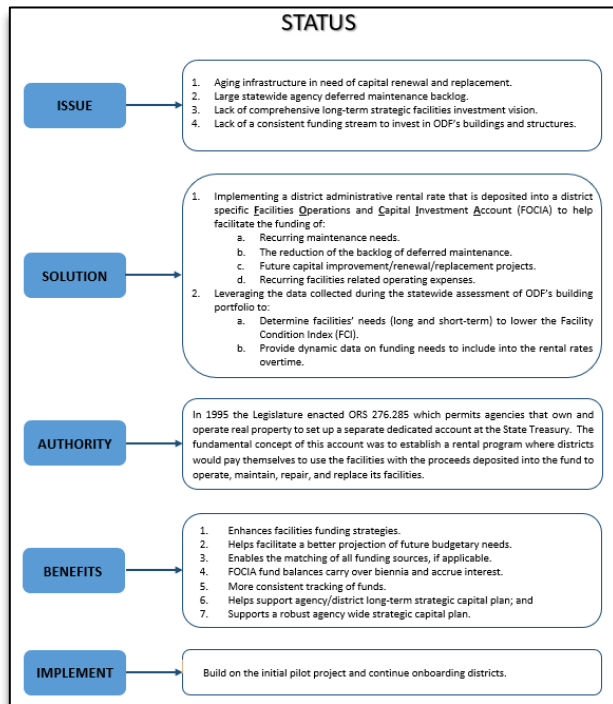 STATUS
ISSUE
1. Aging infrastructure in need of capital renewal and replacement.
2. Large statewide agency deferred maintenance backlog.
3. Lack of comprehensive long-term strategic facilities investment vision.
4. Lack of a consistent funding stream to invest in ODF's buildings and structures.
SOLUTION
1. Implementing a district administrative rental rate that is deposited into a district
specific Facilities Operations and Capital Investment Account (FOCIA) to help
facilitate the funding of:
a. Recurring maintenance needs.
b. The reduction of the backlog of deferred maintenance.
c. Future capital improvement/renewal/replacement projects.
d. Recurring facilities related operating expenses.
2. Leveraging the data collected during the statewide assessment of ODF's building
portfolio to:
a. Determine facilities' needs (long and short-term) to lower the Facility
Condition Index (FCI).
b. Provide dynamic data on funding needs to include into the rental rates
overtime.
AUTHORITY
In 1995 the Legislature enacted ORS 276.285 which permits agencies that own and
operate real property to set up a separate dedicated account at the State Treasury. The
fundamental concept of this account was to establish a rental program where districts
would pay themselves to use the facilities with the proceeds deposited into the fund to
operate, maintain, repair, and replace its facilities.
BENEFITS
1. Enhances facilities funding strategies.
2. Helps facilitate a better projection of future budgetary needs.
3. Enables the matching of all funding sources, if applicable.
4. FOCIA fund balances carry over biennia and accrue interest.
5. More consistent tracking of funds.
6. Helps support agency/district long-term strategic capital plan; and
7. Supports a robust agency wide strategic capital plan.
IMPLEMENT
Build on the initial pilot project and continue onboarding districts.